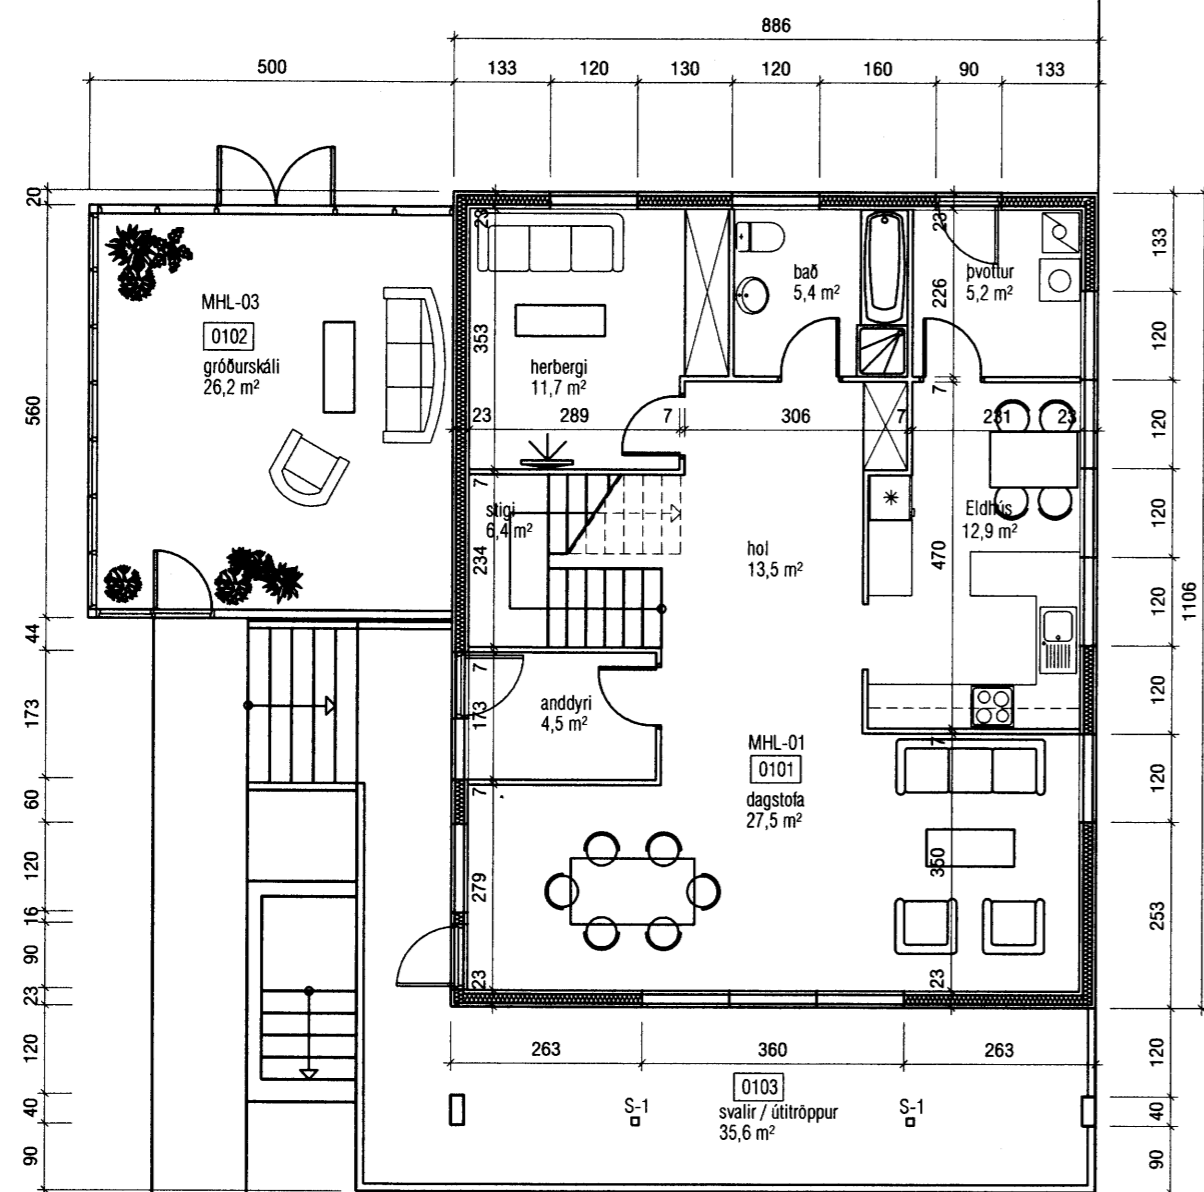 886
500
133 120 130 120 160 90 133
20
560
44
173
60
120
16
90
23
120
40
90
133
120
120
120
120
120
120
253
1106
120
40
90
MHL-03
0102
gróðurskáli
26,2 m²
23
353
herbergi
11,7 m²
bað
5,4 m²
23
226
þvottur
5,2 m²
7
23 289 7 306 7 231 23
7
stigi
6,4 m²
234
hol
13,5 m²
Eldhús
12,9 m²
470
7
173
anddyri
4,5 m²
7
7
MHL-01
0101
dagstofa
27,5 m²
279
350
23
23
263 360 263
0103
svalir / útitröppur
35,6 m²
S-1
S-1